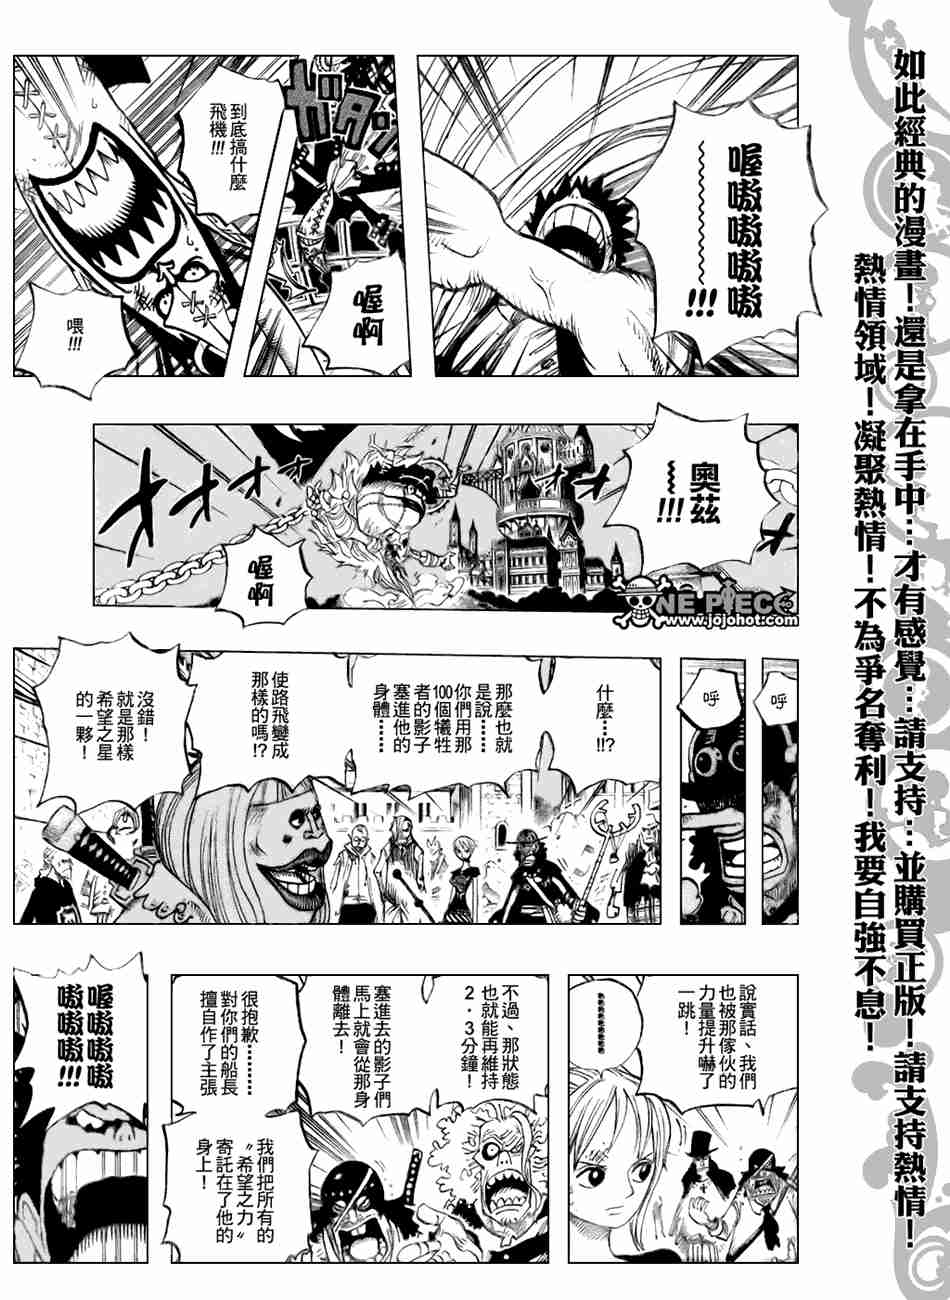 如此經典的漫畫！還是拿在手中…才有感覺…請支持…並購買正版！請支持熱情！
熱情領域！凝聚熱情！不為爭名奪利！我要自強不息！
喔嗷嗷嗷嗷
~~~!!!
ガタン
喔啊
到底搞什麼
飛機!!!
喂!!!
奧茲
~~~!!!
喔啊
ONE PIECE
www.jojohot.com
呼
呼
什麼…!!?
那麼也就
是說……
你們用那
100個犧牲
者的影子
塞進他的
身體……
使路飛變成
那樣的嗎!?
沒錯！
就是那樣
希望之星
的一夥！
說實話、我們
也被那傢伙的
力量提升嚇了
一跳！
不過、那狀態
也就能再維持
2·3分鐘！
塞進去的影子們
馬上就會從那身
體離去！
很抱歉………
對你們的船長
擅自作了主張
我們把所有的
〝希望之力〞
寄託在了他的
身上！
喔嗷嗷嗷
嗷嗷嗷!!!